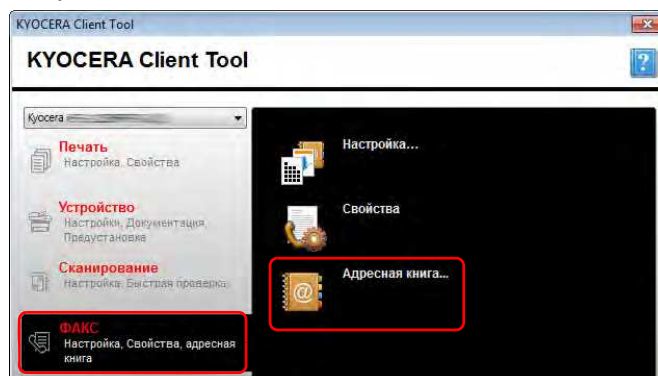 KYOCERA Client Tool
KYOCERA Client Tool
?
Kyocera
Печать
Настройка, Свойства
Устройство
Настройки, Документация,
Предустановка
Сканирование
Настройка, Быстрая проверка,
ФАКС
Настройка, Свойства, адресная
книга
Настройка...
Свойства
@
Адресная книга...